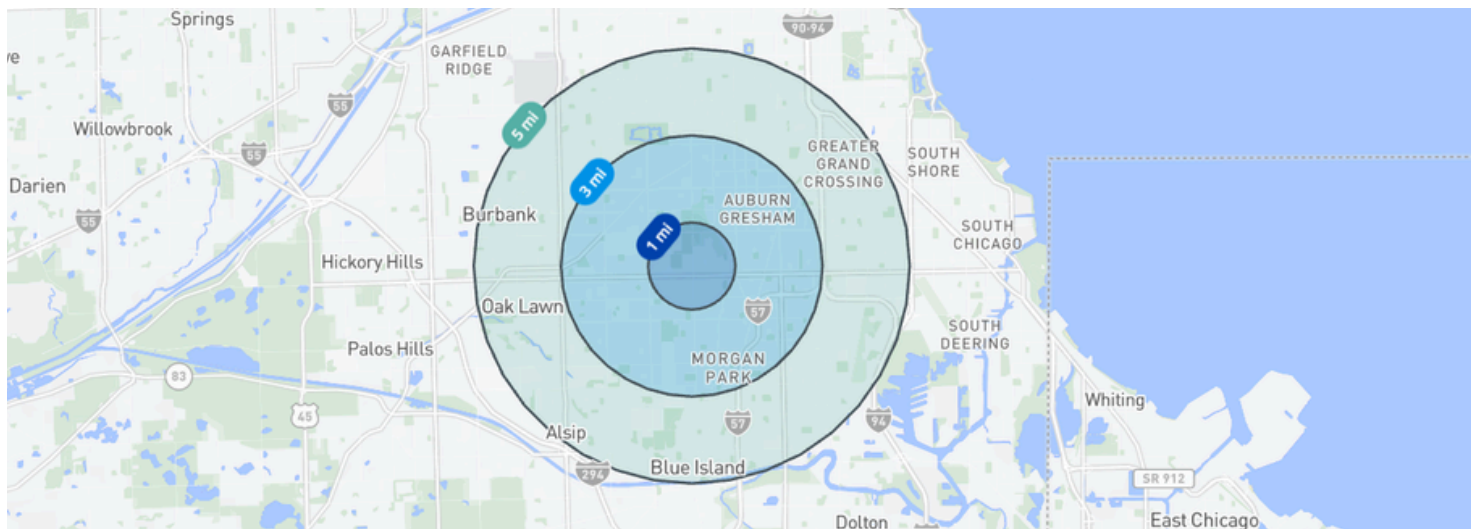 Springs
90-94
GARFIELD
RIDGE
ve
55
5 mi
Willowbrook
55
GREATER
GRAND
CROSSING
SOUTH
SHORE
3 mi
Darien
AUBURN
GRESHAM
55
Burbank
1 mi
SOUTH
CHICAGO
Hickory Hills
Oak Lawn
57
SOUTH
DEERING
Palos Hills
MORGAN
PARK
83
45
Whiting
57
94
Alsip
Blue Island
294
SR 912
Dolton
East Chicago